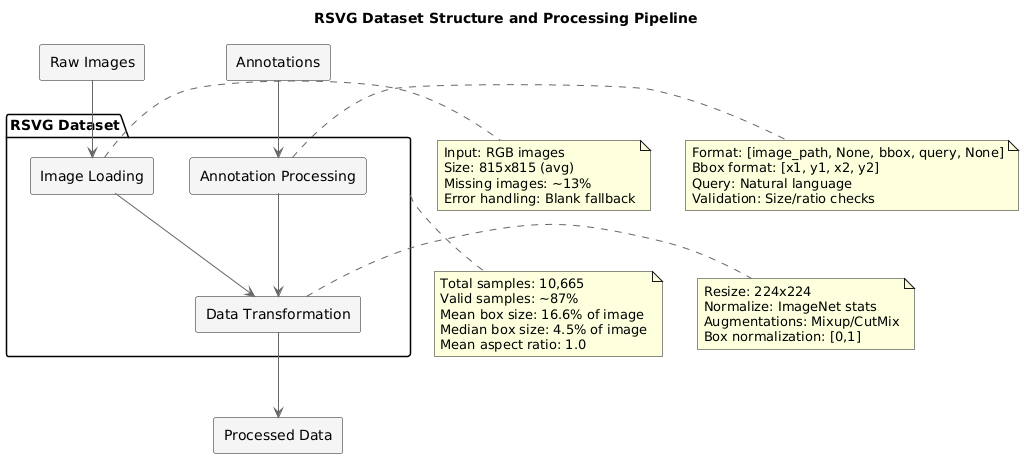 RSVG Dataset Structure and Processing Pipeline
Raw Images
Annotations
RSVG Dataset
Image Loading
Annotation Processing
Input: RGB images
Size: 815x815 (avg)
Missing images: ~13%
Error handling: Blank fallback
Format: [image_path, None, bbox, query, None]
Bbox format: [x1, y1, x2, y2]
Query: Natural language
Validation: Size/ratio checks
Data Transformation
Total samples: 10,665
Valid samples: ~87%
Mean box size: 16.6% of image
Median box size: 4.5% of image
Mean aspect ratio: 1.0
Resize: 224x224
Normalize: ImageNet stats
Augmentations: Mixup/CutMix
Box normalization: [0,1]
Processed Data